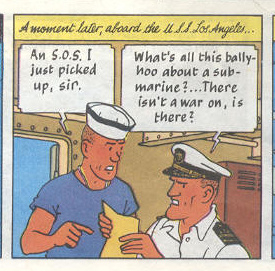 A moment later, aboard the U.S.S. Los Angeles...
An S.O.S. I
just picked
up, sir.
What's all this bally-
hoo about a sub-
marine?...There
isn't a war on, is
there?